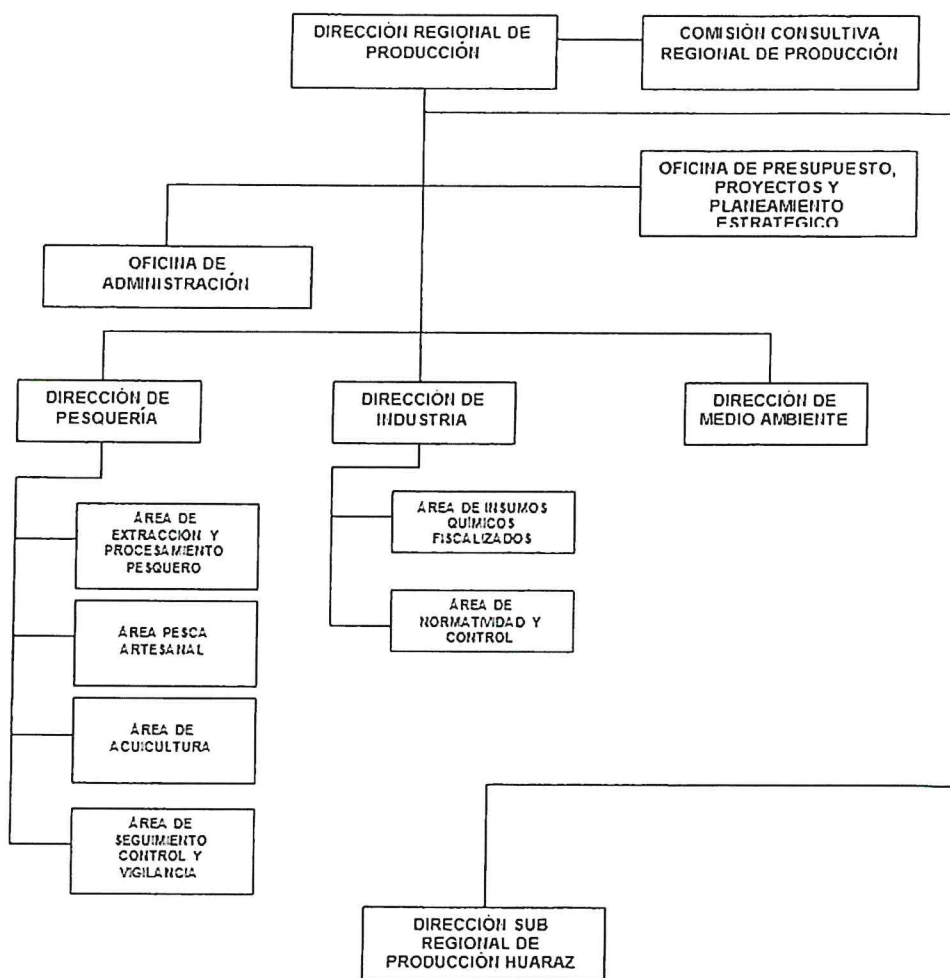 DIRECCIÓN REGIONAL DE
PRODUCCIÓN
COMISIÓN CONSULTIVA
REGIONAL DE PRODUCCIÓN
OFICINA DE PRESUPUESTO,
PROYECTOS Y
PLANEAMIENTO
ESTRATEGICO
OFICINA DE
ADMINISTRACIÓN
DIRECCIÓN DE
PESQUERÍA
DIRECCIÓN DE
INDUSTRIA
DIRECCIÓN DE
MEDIO AMBIENTE
ÁREA DE
EXTRACCIÓN Y
PROCESAMIENTO
PESQUERO
ÁREA DE INSUMOS
QUÍMICOS
FISCALIZADOS
ÁREA PESCA
ARTESANAL
ÁREA DE
NORMATIVIDAD Y
CONTROL
ÁREA DE
ACUICULTURA
ÁREA DE
SEGUIMIENTO
CONTROL Y
VIGILANCIA
DIRECCIÓN SUB
REGIONAL DE
PRODUCCIÓN HUARAZ